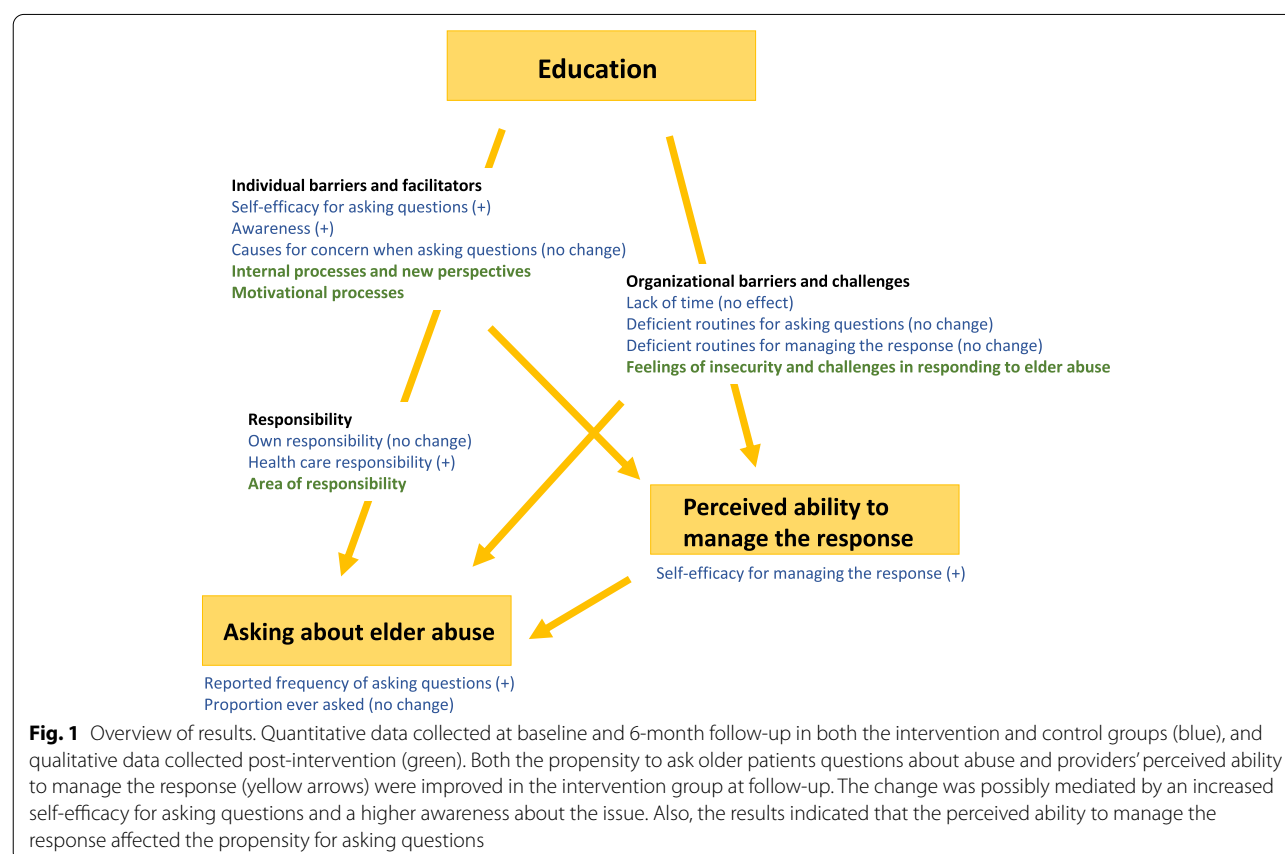 Education
Individual barriers and facilitators
Self-efficacy for asking questions (+)
Awareness (+)
Causes for concern when asking questions (no change)
Internal processes and new perspectives
Motivational processes
Organizational barriers and challenges
Lack of time (no effect)
Deficient routines for asking questions (no change)
Deficient routines for managing the response (no change)
Feelings of insecurity and challenges in responding to elder abuse
Responsibility
Own responsibility (no change)
Health care responsibility (+)
Area of responsibility
Perceived ability to
manage the response
Self-efficacy for managing the response (+)
Asking about elder abuse
Reported frequency of asking questions (+)
Proportion ever asked (no change)
Fig. 1 Overview of results. Quantitative data collected at baseline and 6-month follow-up in both the intervention and control groups (blue), and
qualitative data collected post-intervention (green). Both the propensity to ask older patients questions about abuse and providers’ perceived ability
to manage the response (yellow arrows) were improved in the intervention group at follow-up. The change was possibly mediated by an increased
self-efficacy for asking questions and a higher awareness about the issue. Also, the results indicated that the perceived ability to manage the
response affected the propensity for asking questions